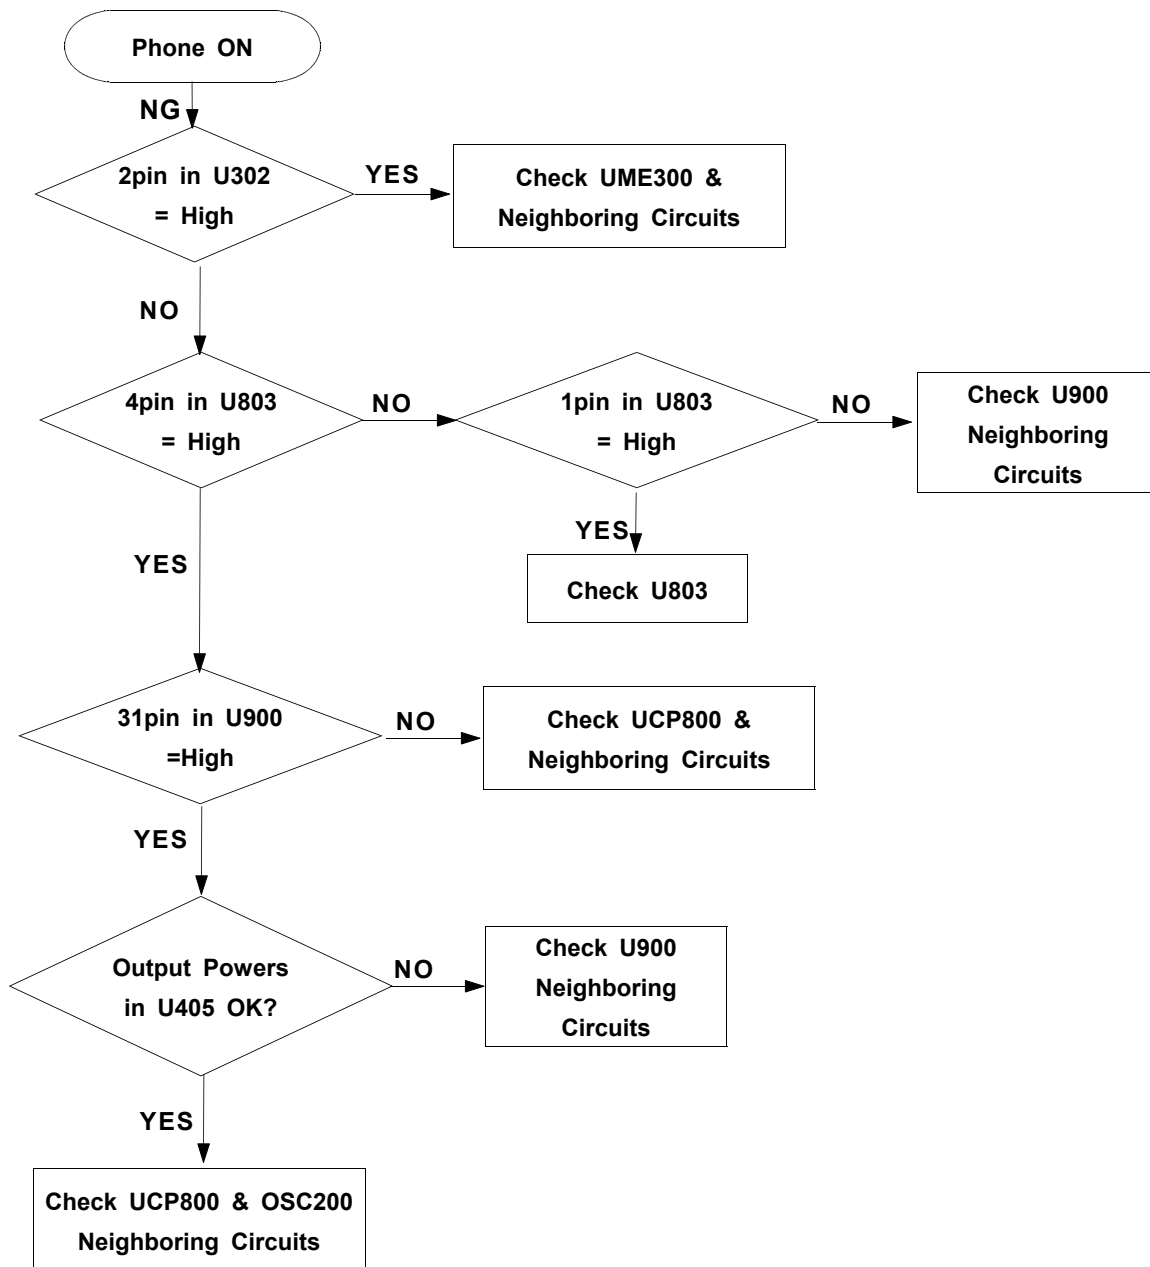 Phone ON
NG
2pin in U302
= High
YES
Check UME300 &
Neighboring Circuits
NO
4pin in U803
= High
NO
1pin in U803
= High
NO
Check U900
Neighboring
Circuits
YES
Check U803
YES
31pin in U900
=High
NO
Check UCP800 &
Neighboring Circuits
YES
Output Powers
in U405 OK?
NO
Check U900
Neighboring
Circuits
YES
Check UCP800 & OSC200
Neighboring Circuits